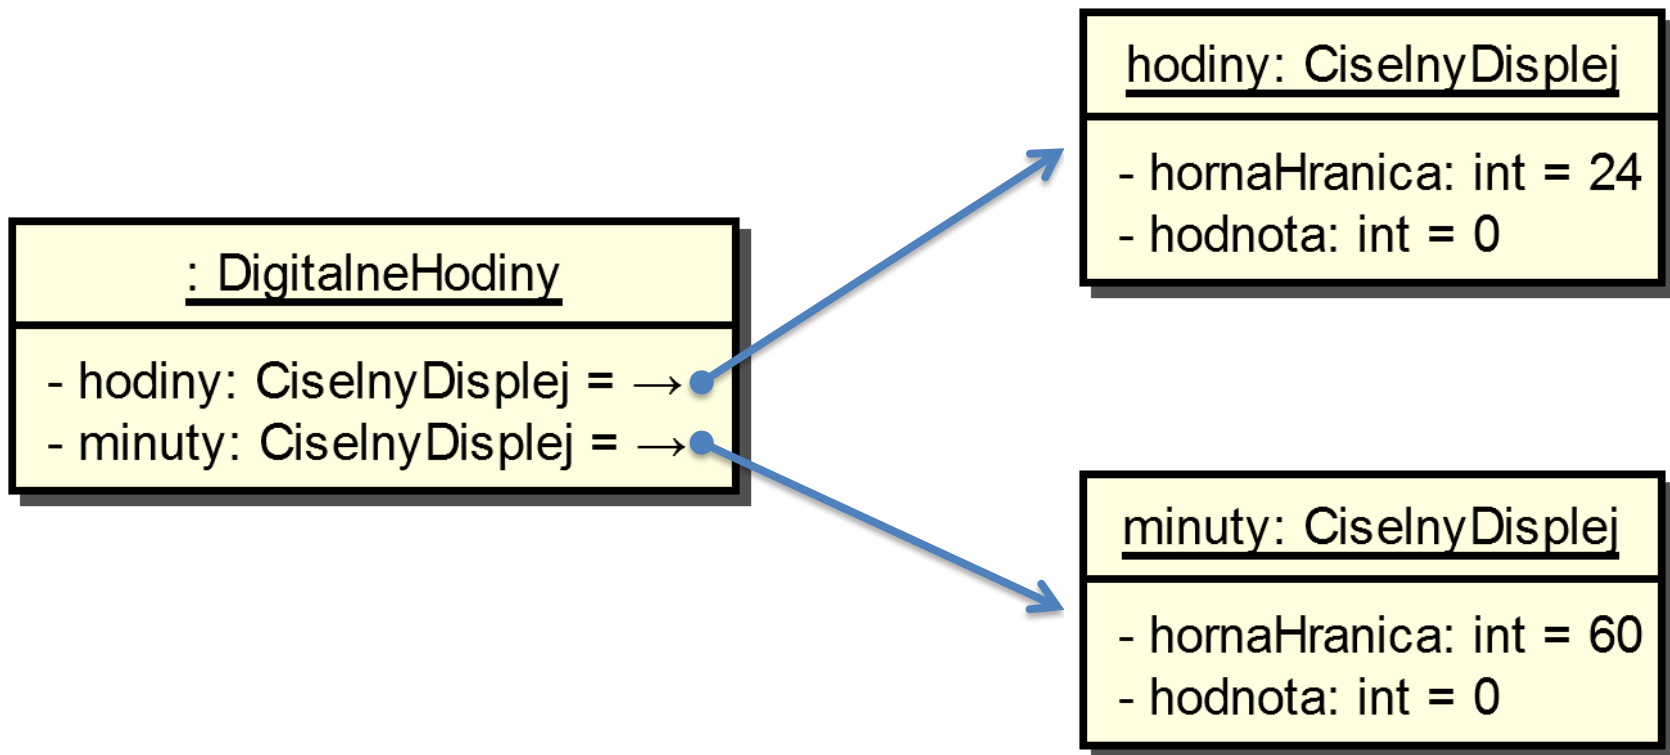 : DigitalneHodiny
- hodiny: CiselnyDisplej = →
- minuty: CiselnyDisplej = →
hodiny: CiselnyDisplej
- hornaHranica: int = 24
- hodnota: int = 0
minuty: CiselnyDisplej
- hornaHranica: int = 60
- hodnota: int = 0